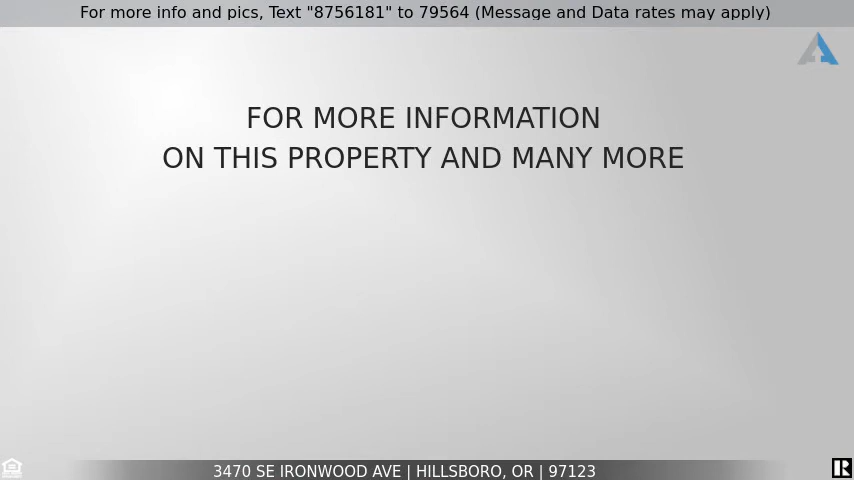 For more info and pics, Text "8756181" to 79564 (Message and Data rates may apply)
FOR MORE INFORMATION
ON THIS PROPERTY AND MANY MORE
3470 SE IRONWOOD AVE | HILLSBORO, OR | 97123